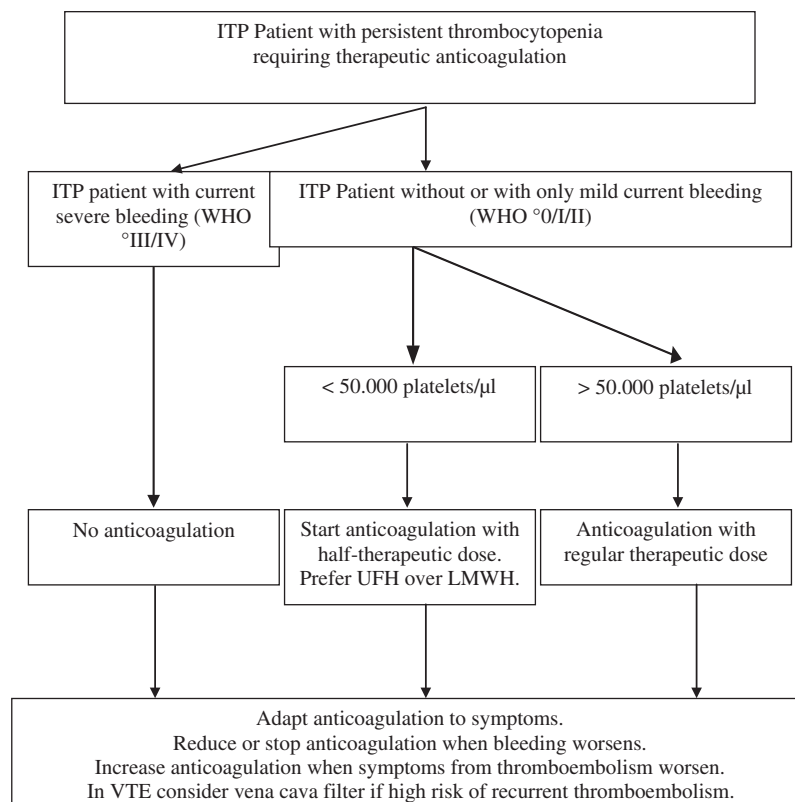 ITP Patient with persistent thrombocytopenia
requiring therapeutic anticoagulation
ITP patient with current
severe bleeding (WHO
°III/IV)
ITP Patient without or with only mild current bleeding
(WHO °0/I/II)
< 50.000 platelets/µl
> 50.000 platelets/µl
No anticoagulation
Start anticoagulation with
half-therapeutic dose.
Prefer UFH over LMWH.
Anticoagulation with
regular therapeutic dose
Adapt anticoagulation to symptoms.
Reduce or stop anticoagulation when bleeding worsens.
Increase anticoagulation when symptoms from thromboembolism worsen.
In VTE consider vena cava filter if high risk of recurrent thromboembolism.